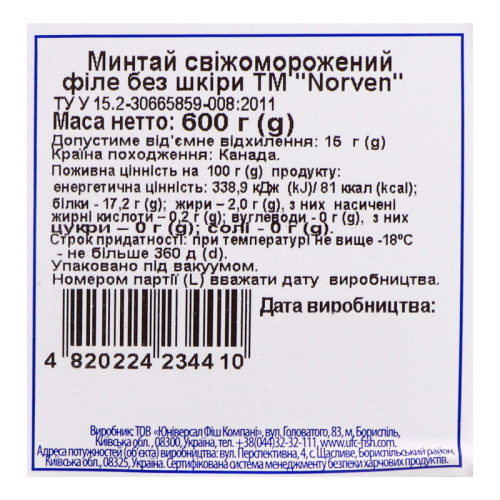 Минтай свіжоморожений
філе без шкіри ТМ "Norven"
ТУ У 15.2-30665859-008:2011
Маса нетто: 600 г (g)
Допустиме від'ємне відхилення: 15 г (g)
Країна походження: Канада.
Поживна цінність на 100 г (g) продукту:
енергетична цінність: 338,9 кДж (kJ)/ 81 ккал (kcal);
білки - 17,2 г (g); жири – 2,0 г (g), з них насичені
жирні кислоти – 0,2 г (g); вуглеводи - 0 г (g), з них
цукри – 0 г (g); солі - 0 г (g).
Строк придатності: при температурі не вище -18°С
- не більше 360 д (d).
Упаковано під вакуумом.
Номером партії (L) вважати дату виробництва.
Дата виробництва:
4 820224 234410
Виробник: ТОВ «Юніверсал Фіш Компані», вул. Головатого, 83, м, Бориспіль,
Київська обл., 08300, Україна, тел. +38(044)32-32-111, www.ufc-fish.com.
Адреса потужностей (об'єкта) виробництва: вул. Перспективна, 4, с. Щасливе, Бориспільський район,
Київська обл., 08325, Україна. Сертифікована система менеджменту безпеки харчових продуктів.